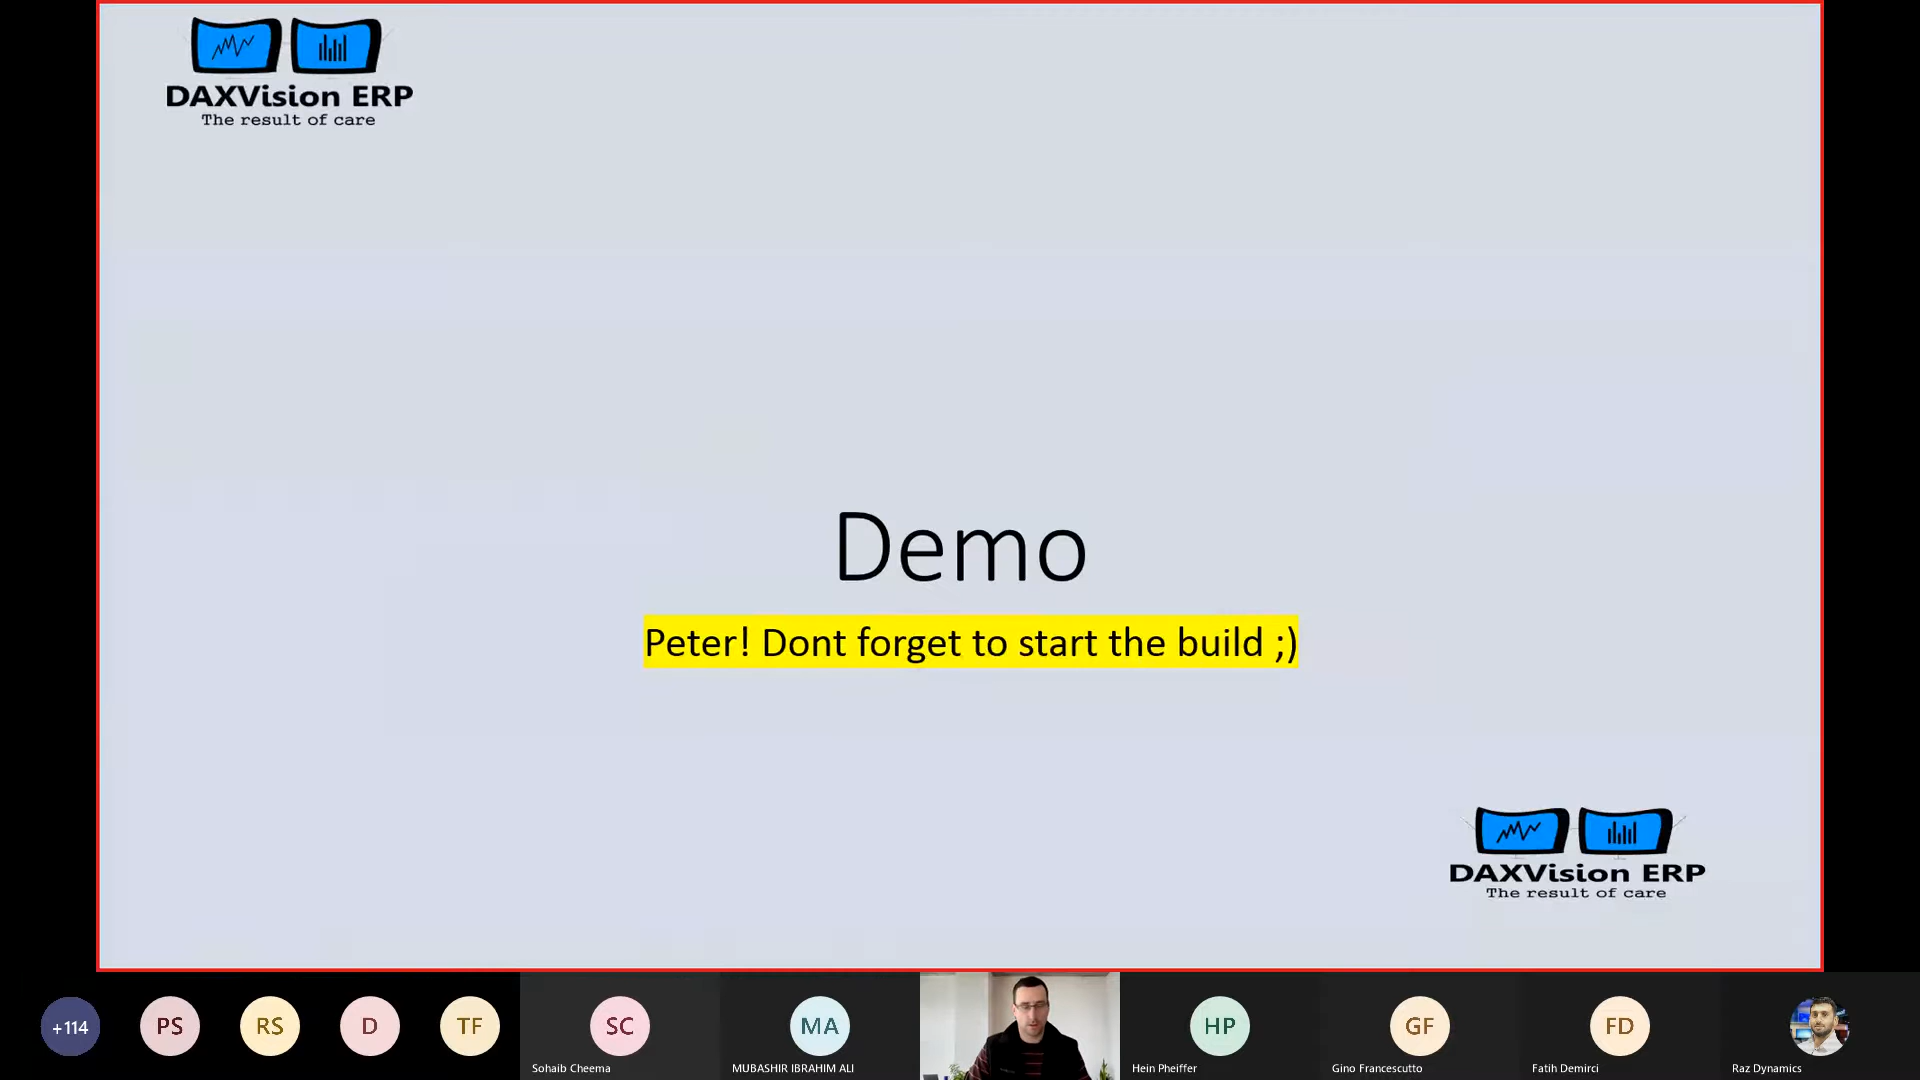 DAXVision ERP
The result of care
Demo
Peter! Dont forget to start the build ;)
DAXVision ERP
The result of care
+114
PS
RS
D
TF
SC
MA
HP
GF
FD
Sohaib Cheema
MUBASHIR IBRAHIM ALI
Hein Pheiffer
Gino Francescutto
Fatih Demirci
Raz Dynamics